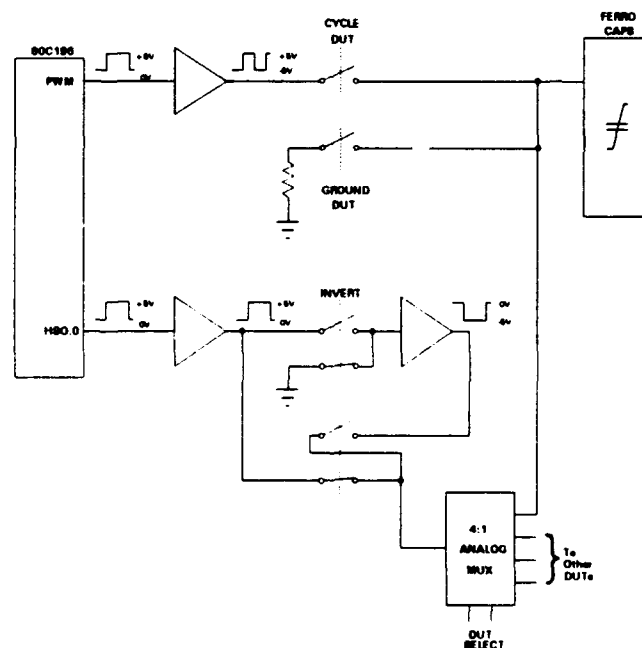 CYCLE
DUT
FERRO
CAPS
80C196
PWM
+5V
0V
+5V
-5V
GROUND
DUT
HSO.0
+5V
0V
+5V
0V
INVERT
0V
-5V
4:1
ANALOG
MUX
To
Other
DUTs
DUT
SELECT